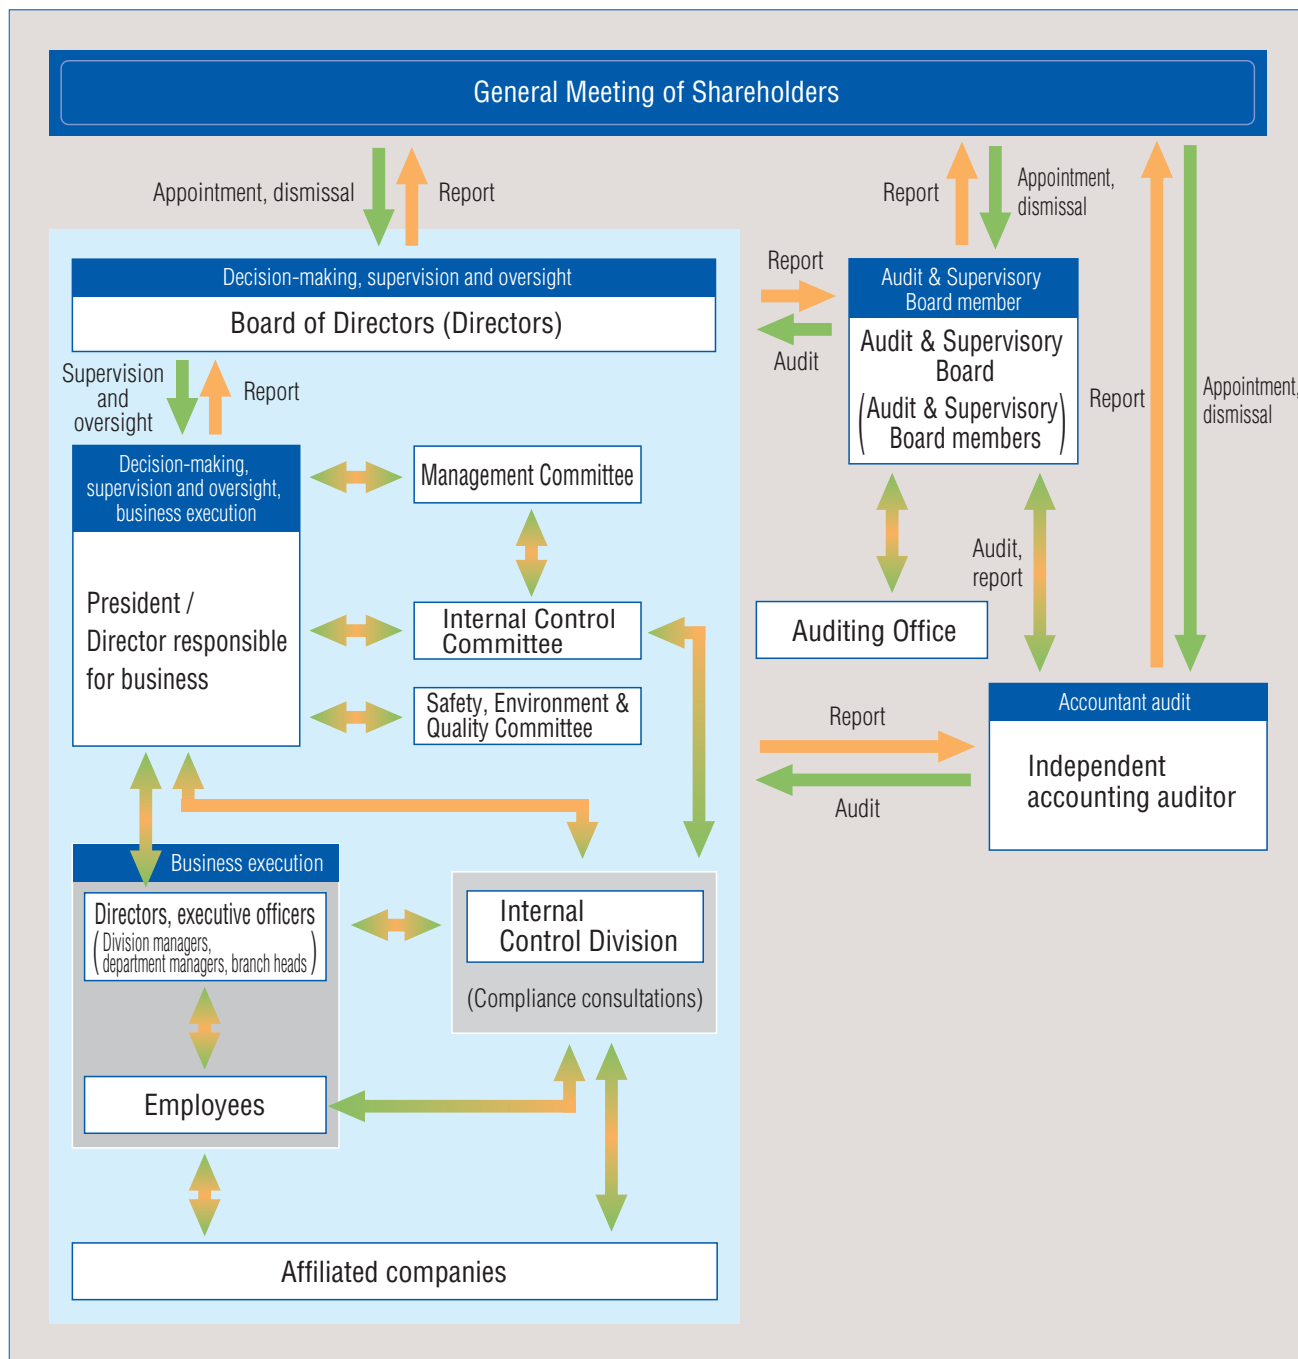 General Meeting of Shareholders
Appointment, dismissal
Report
Report
Appointment,
dismissal
Decision-making, supervision and oversight
Board of Directors (Directors)
Report
Audit
Audit & Supervisory
Board member
Audit & Supervisory
Board
(Audit & Supervisory
Board members)
Report
Appointment,
dismissal
Supervision
and
oversight
Report
Decision-making,
supervision and oversight,
business execution
President /
Director responsible
for business
Management Committee
Internal Control
Committee
Safety, Environment &
Quality Committee
Audit,
report
Auditing Office
Report
Audit
Accountant audit
Independent
accounting auditor
Business execution
Directors, executive officers
(Division managers,
department managers, branch heads)
Internal
Control Division
(Compliance consultations)
Employees
Affiliated companies